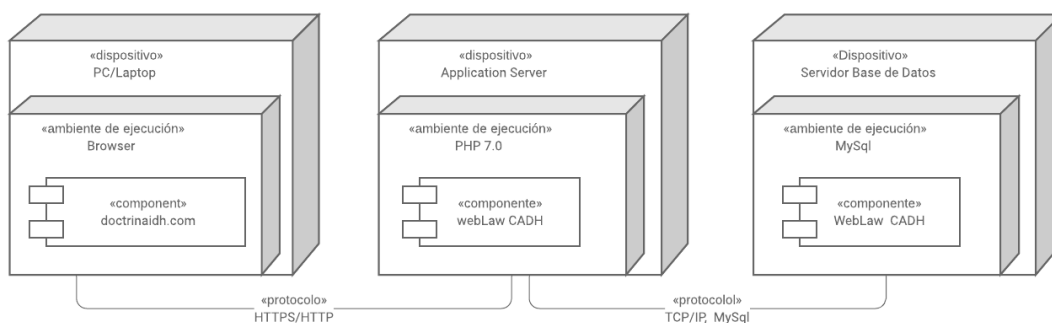 «dispositivo»
PC/Laptop
«ambiente de ejecución»
Browser
«component»
doctrinaidh.com
«dispositivo»
Application Server
«ambiente de ejecución»
PHP 7.0
«componente»
webLaw CADH
«Dispositivo»
Servidor Base de Datos
«ambiente de ejecución»
MySql
«componente»
WebLaw  CADH
«protocolo»
HTTPS/HTTP
«protocolol»
TCP/IP,  MySql